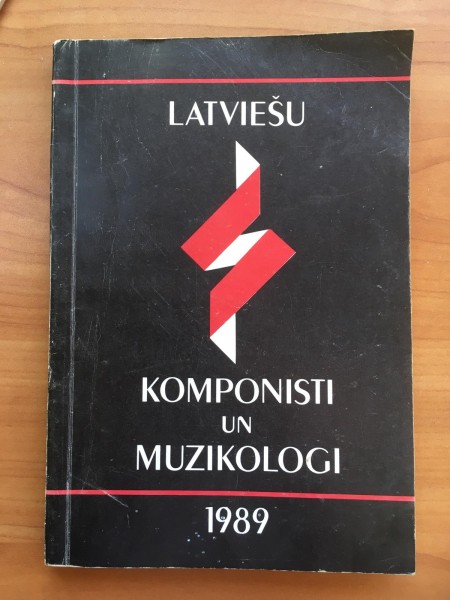 LATVIEŠU
KOMPONISTI
UN
MUZIKOLOGI
1989